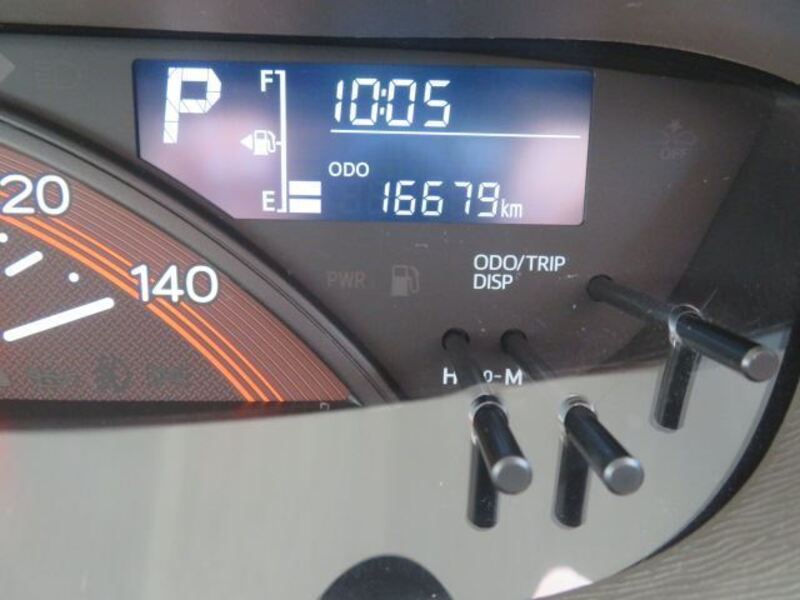 P
F
10:05
ODO
E
16679km
20
140
PWR
OFF
ODO/TRIP
DISP
H
-M